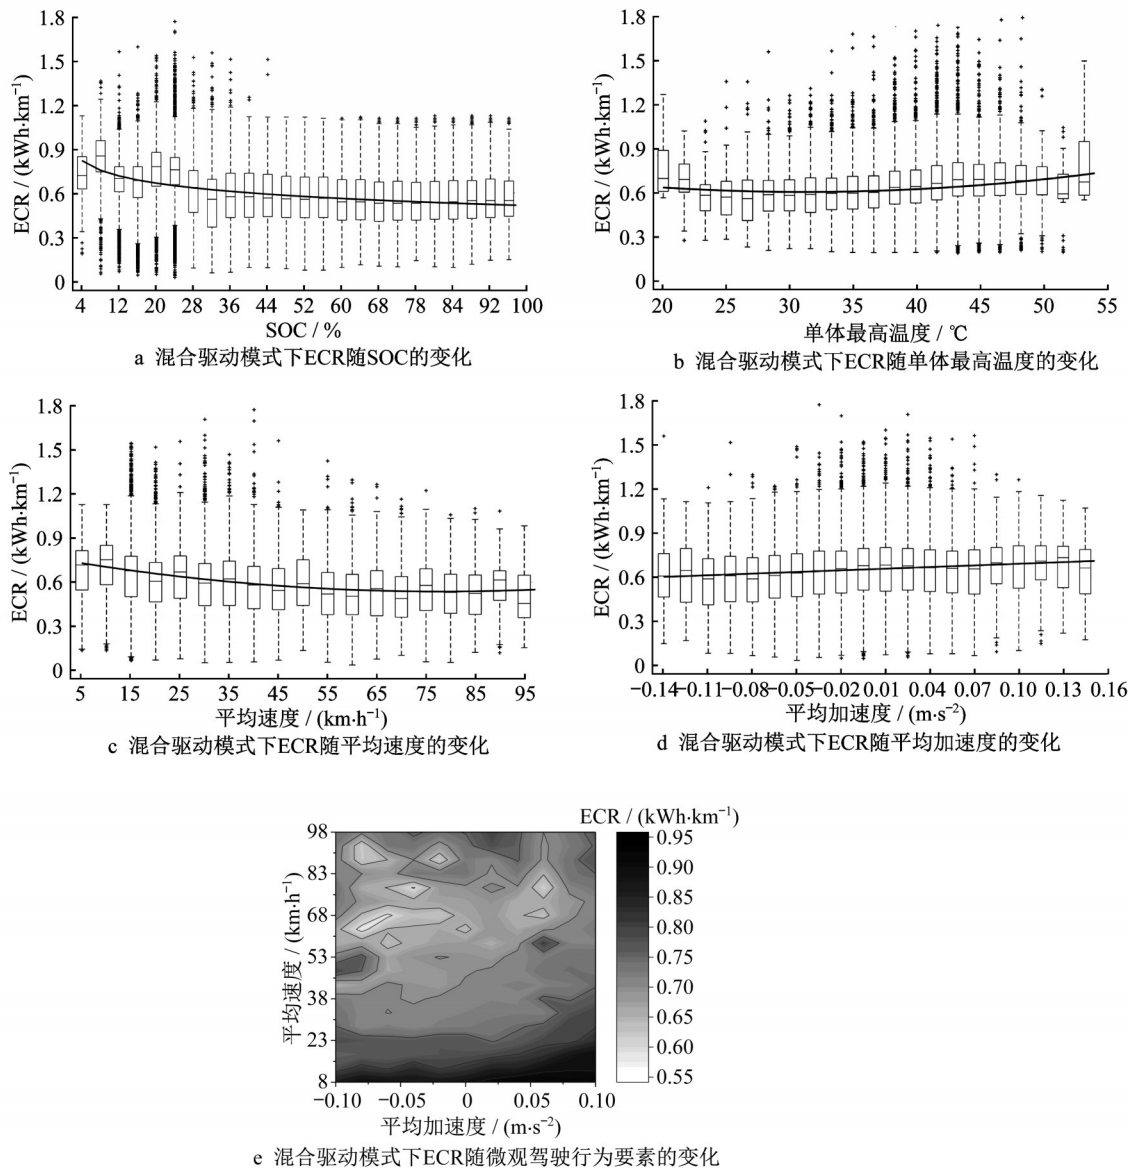 1.8
1.5
1.2
0.9
0.6
0.3
0
ECR / (kWh·km⁻¹)
4 12 20 28 36 44 52 60 68 76 84 92 100
SOC / %
a 混合驱动模式下ECR随SOC的变化
1.8
1.5
1.2
0.9
0.6
0.3
0
ECR / (kWh·km⁻¹)
20 25 30 35 40 45 50 55
单体最高温度 / ℃
b 混合驱动模式下ECR随单体最高温度的变化
1.8
1.5
1.2
0.9
0.6
0.3
0
ECR / (kWh·km⁻¹)
5 15 25 35 45 55 65 75 85 95
平均速度 / (km·h⁻¹)
c 混合驱动模式下ECR随平均速度的变化
1.8
1.5
1.2
0.9
0.6
0.3
0
ECR / (kWh·km⁻¹)
−0.14 −0.11 −0.08 −0.05 −0.02 0.01 0.04 0.07 0.10 0.13 0.16
平均加速度 / (m·s⁻²)
d 混合驱动模式下ECR随平均加速度的变化
ECR / (kWh·km⁻¹)
98
83
68
53
38
23
8
平均速度 / (km·h⁻¹)
−0.10 −0.05 0 0.05 0.10
平均加速度 / (m·s⁻²)
0.95
0.90
0.85
0.80
0.75
0.70
0.65
0.60
0.55
e 混合驱动模式下ECR随微观驾驶行为要素的变化